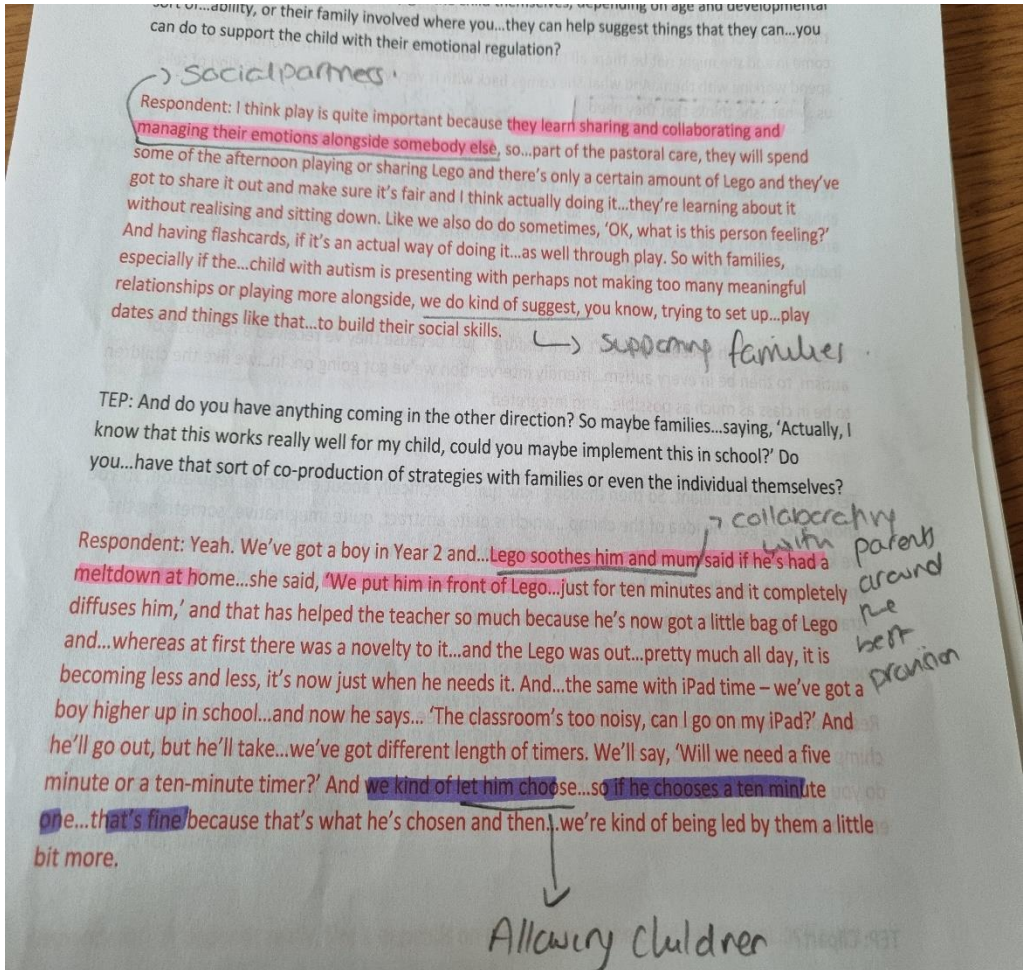 ability, or their family involved where you...they can help suggest things that they can...you
can do to support the child with their emotional regulation?
Social partners
Respondent: I think play is quite important because they learn sharing and collaborating and
managing their emotions alongside somebody else, so...part of the pastoral care, they will spend
some of the afternoon playing or sharing Lego and there's only a certain amount of Lego and they've
got to share it out and make sure it's fair and I think actually doing it...they're learning about it
without realising and sitting down. Like we also do do sometimes, 'OK, what is this person feeling?'
And having flashcards, if it's an actual way of doing it...as well through play. So with families,
especially if the...child with autism is presenting with perhaps not making too many meaningful
relationships or playing more alongside, we do kind of suggest, you know, trying to set up...play
dates and things like that...to build their social skills.
supporting families
TEP: And do you have anything coming in the other direction? So maybe families...saying, 'Actually, I
know that this works really well for my child, could you maybe implement this in school?' Do
you...have that sort of co-production of strategies with families or even the individual themselves?
collaborating
with parents
around
the
best
provision
Respondent: Yeah. We've got a boy in Year 2 and...Lego soothes him and mum said if he's had a
meltdown at home...she said, 'We put him in front of Lego...just for ten minutes and it completely
diffuses him,' and that has helped the teacher so much because he's now got a little bag of Lego
and...whereas at first there was a novelty to it...and the Lego was out...pretty much all day, it is
becoming less and less, it's now just when he needs it. And...the same with iPad time – we've got a
boy higher up in school...and now he says... 'The classroom's too noisy, can I go on my iPad?' And
he'll go out, but he'll take...we've got different length of timers. We'll say, 'Will we need a five
minute or a ten-minute timer?' And we kind of let him choose...so if he chooses a ten minute
one...that's fine because that's what he's chosen and then...we're kind of being led by them a little
bit more.
Allowing Children